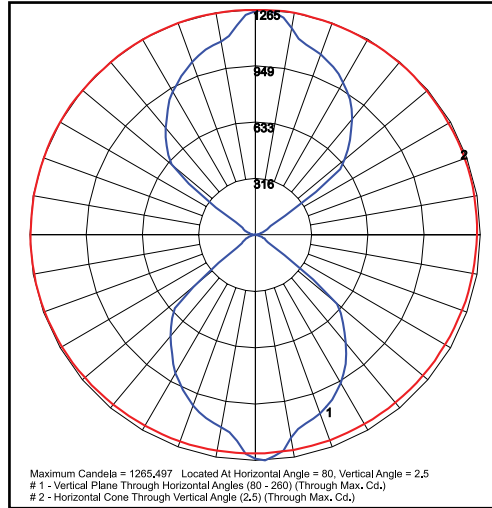 1265
949
633
316
2
1
Maximum Candela = 1265.497 Located At Horizontal Angle = 80, Vertical Angle = 2.5
# 1 - Vertical Plane Through Horizontal Angles (80 - 260) (Through Max. Cd.)
# 2 - Horizontal Cone Through Vertical Angle (2.5) (Through Max. Cd.)